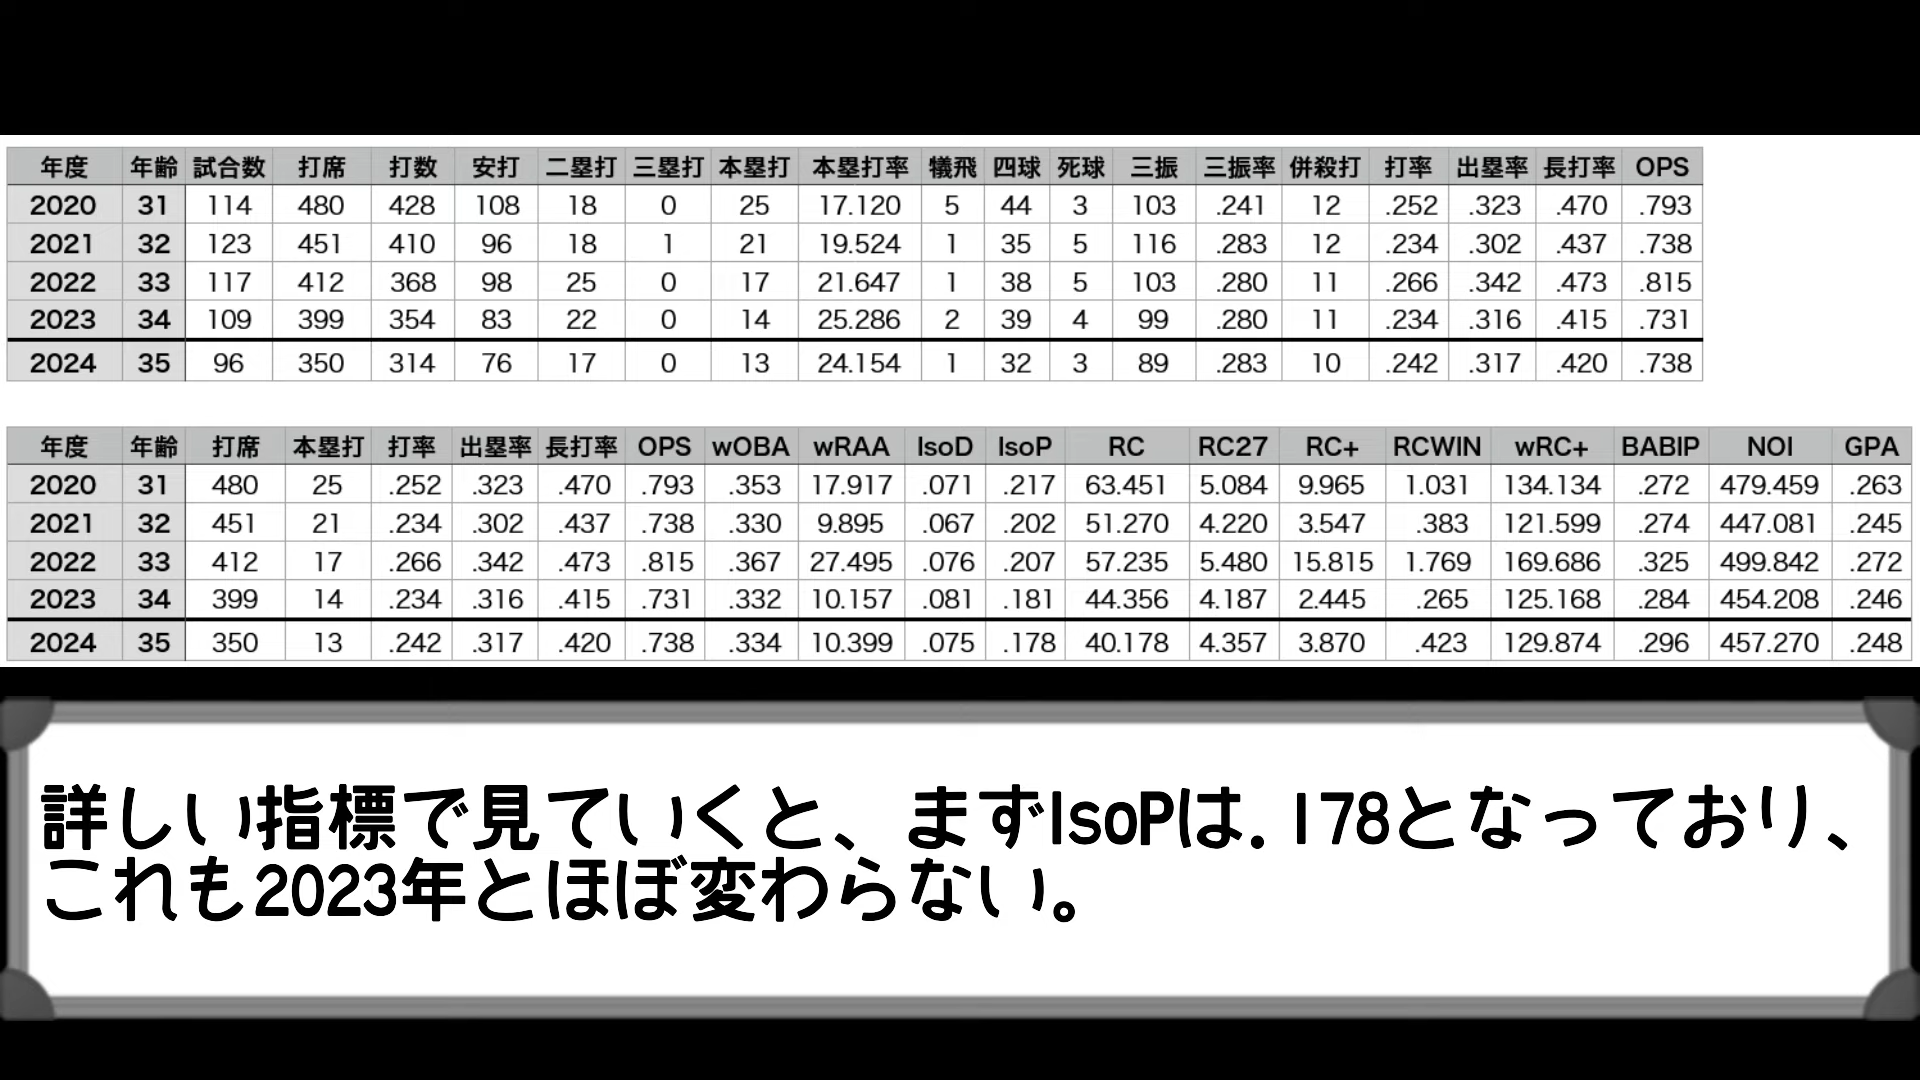 年度 年齢 試合数 打席 打数 安打 二塁打 三塁打 本塁打 本塁打率 犠飛 四球 死球 三振 三振率 併殺打 打率 出塁率 長打率 OPS
2020 31 114 480 428 108 18 0 25 17.120 5 44 3 103 .241 12 .252 .323 .470 .793
2021 32 123 451 410 96 18 1 21 19.524 1 35 5 116 .283 12 .234 .302 .437 .738
2022 33 117 412 368 98 25 0 17 21.647 1 38 5 103 .280 11 .266 .342 .473 .815
2023 34 109 399 354 83 22 0 14 25.286 2 39 4 99 .280 11 .234 .316 .415 .731
2024 35 96 350 314 76 17 0 13 24.154 1 32 3 89 .283 10 .242 .317 .420 .738
年度 年齢 打席 本塁打 打率 出塁率 長打率 OPS wOBA wRAA IsoD IsoP RC RC27 RC+ RCWIN wRC+ BABIP NOI GPA
2020 31 480 25 .252 .323 .470 .793 .353 17.917 .071 .217 63.451 5.084 9.965 1.031 134.134 .272 479.459 .263
2021 32 451 21 .234 .302 .437 .738 .330 9.895 .067 .202 51.270 4.220 3.547 .383 121.599 .274 447.081 .245
2022 33 412 17 .266 .342 .473 .815 .367 27.495 .076 .207 57.235 5.480 15.815 1.769 169.686 .325 499.842 .272
2023 34 399 14 .234 .316 .415 .731 .332 10.157 .081 .181 44.356 4.187 2.445 .265 125.168 .284 454.208 .246
2024 35 350 13 .242 .317 .420 .738 .334 10.399 .075 .178 40.178 4.357 3.870 .423 129.874 .296 457.270 .248
詳しい指標で見ていくと、まずIsoPは.178となっており、
これも2023年とほぼ変わらない。